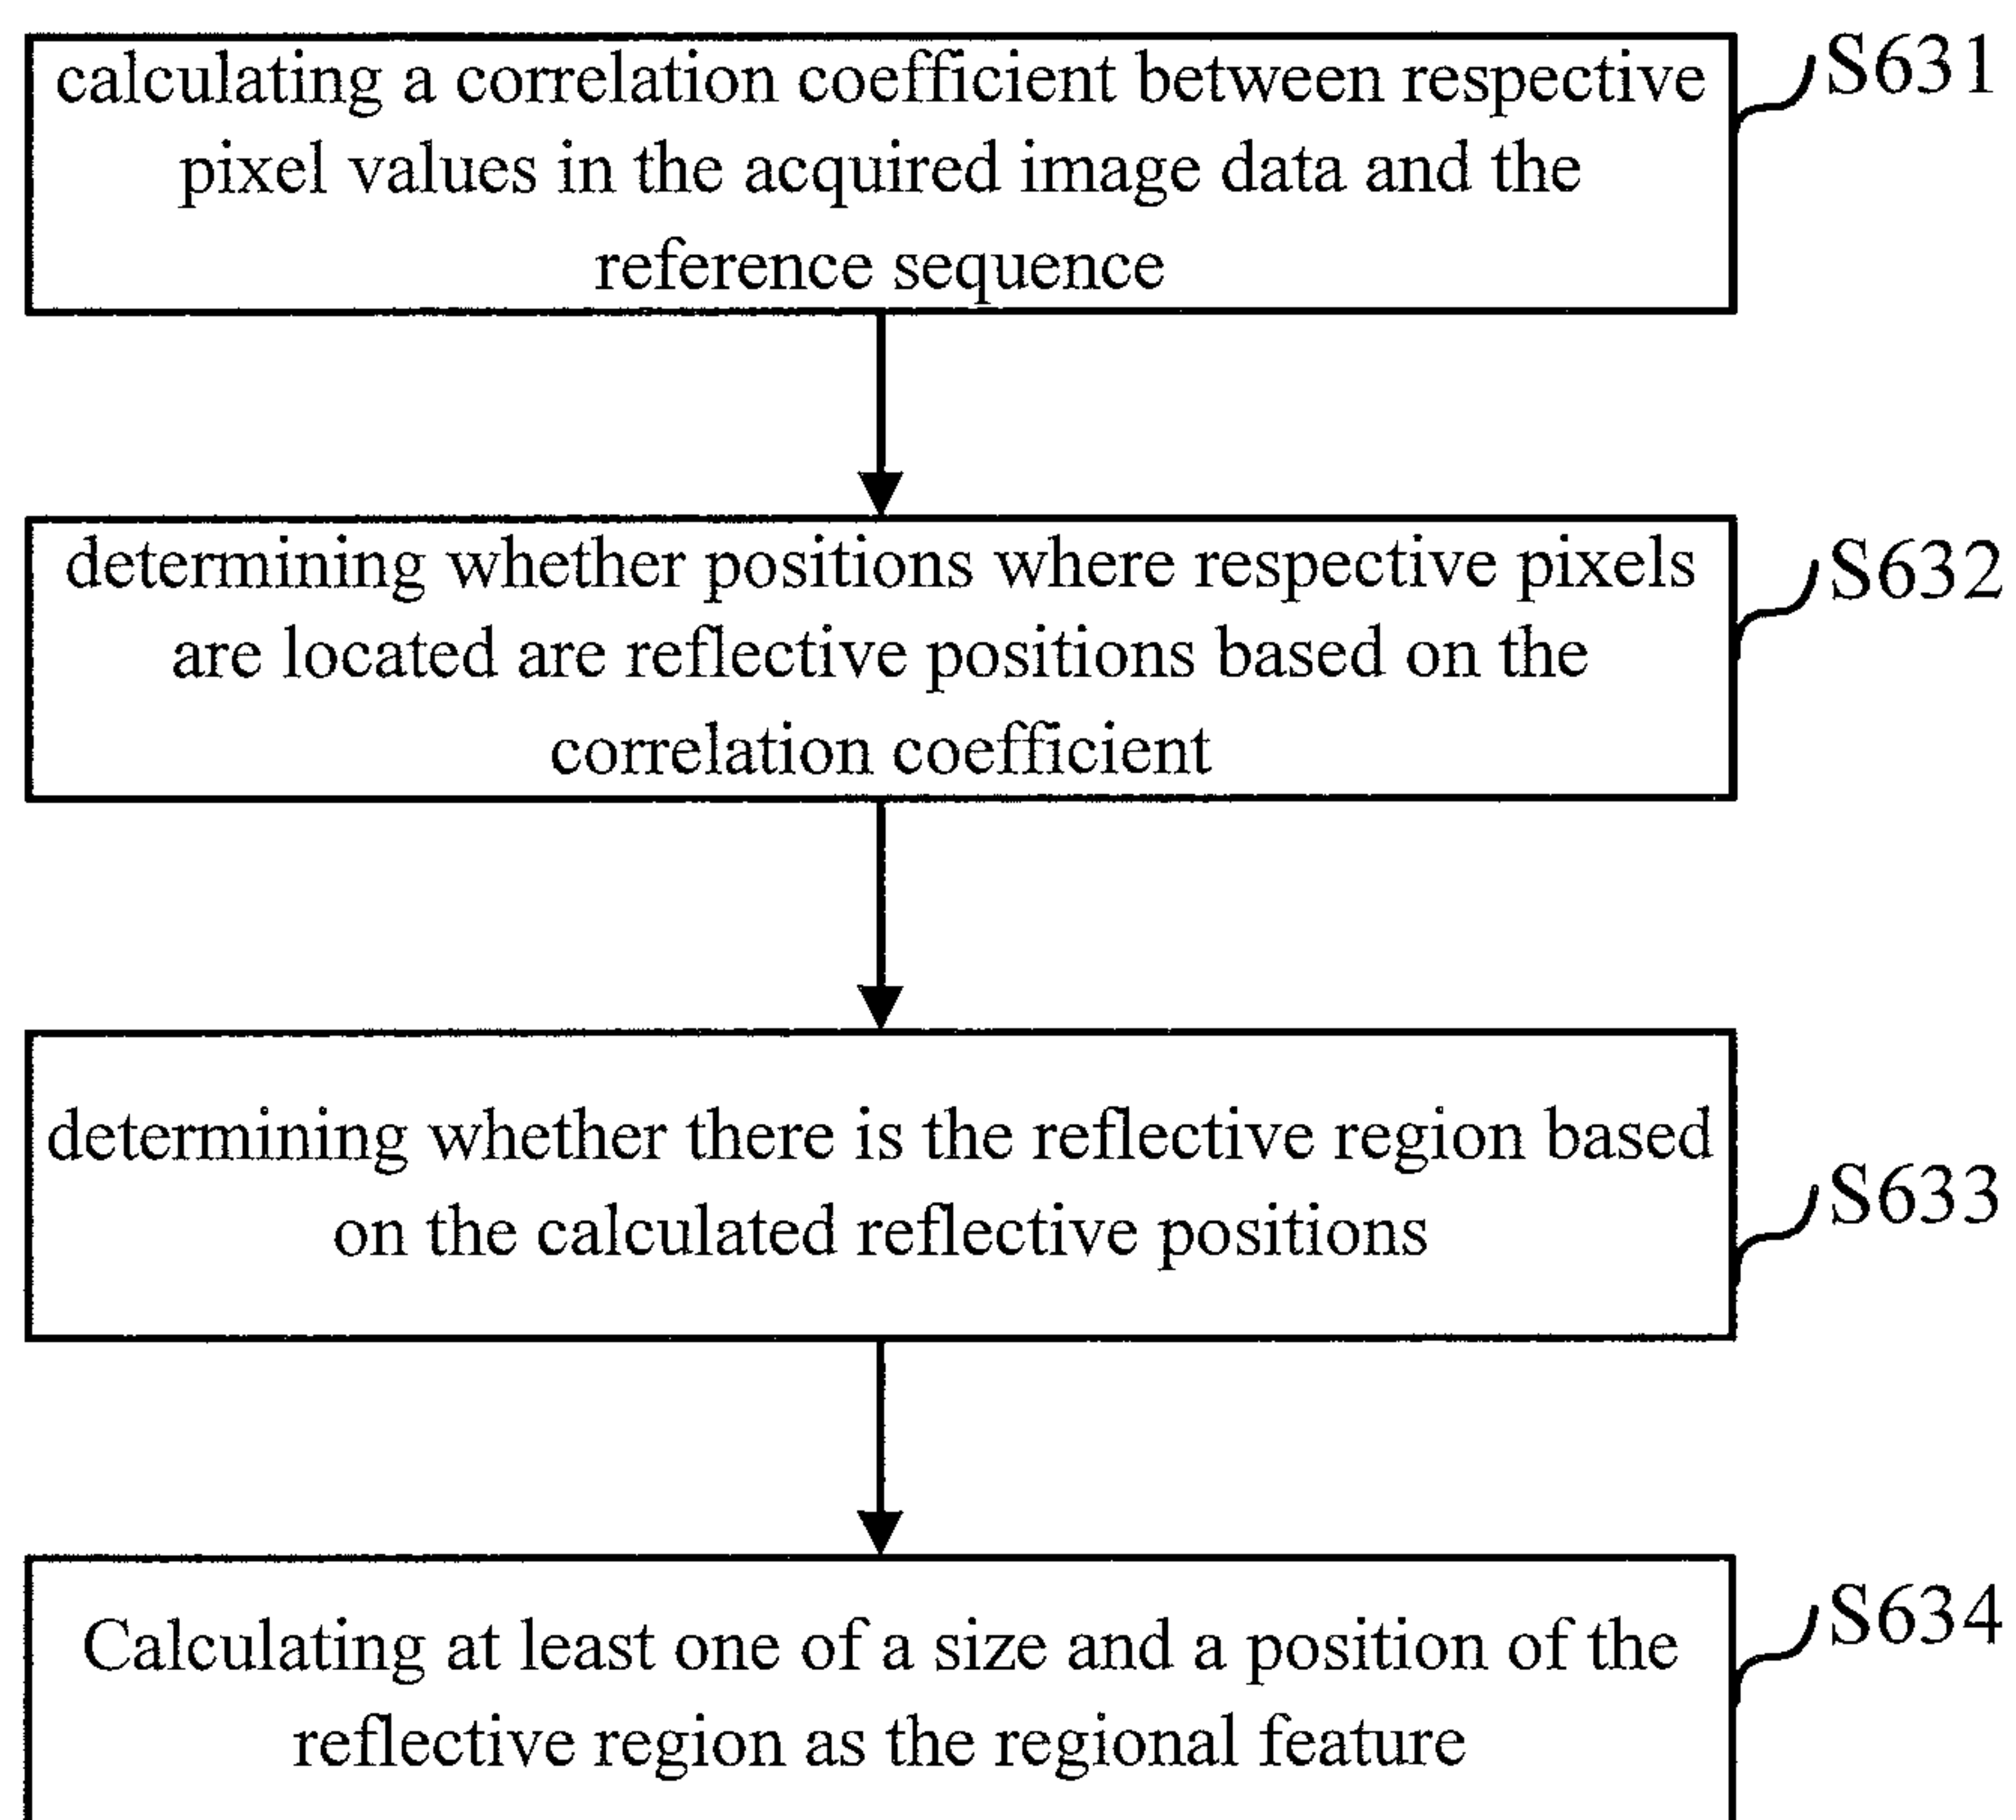 calculating a correlation coefficient between respective
pixel values in the acquired image data and the
reference sequence
S631
determining whether positions where respective pixels
are located are reflective positions based on the
correlation coefficient
S632
determining whether there is the reflective region based
on the calculated reflective positions
S633
Calculating at least one of a size and a position of the
reflective region as the regional feature
S634